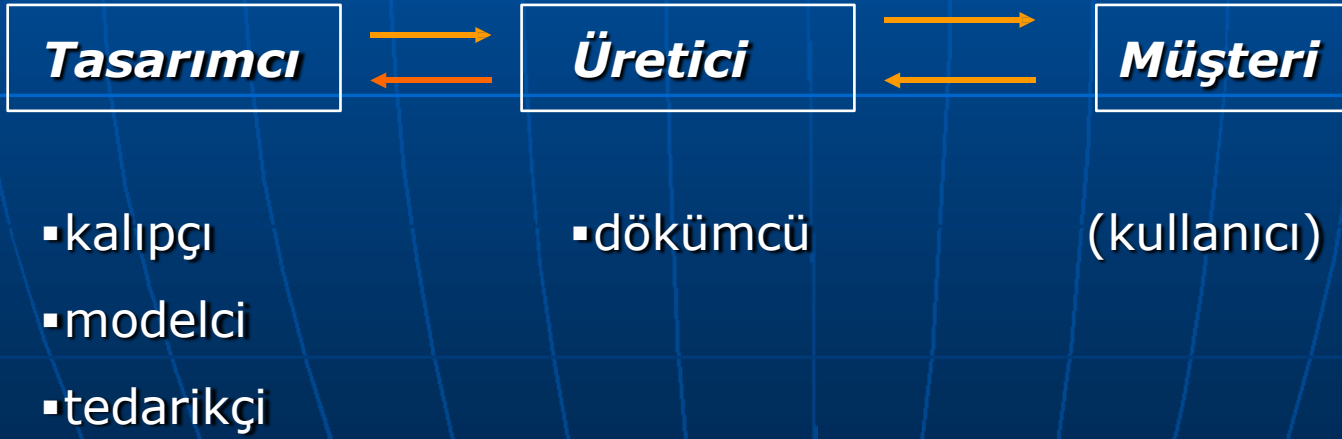 Tasarımcı Üretici Müşteri
▪kalıpçı ▪dökümcü (kullanıcı)
▪modelci
▪tedarikçi